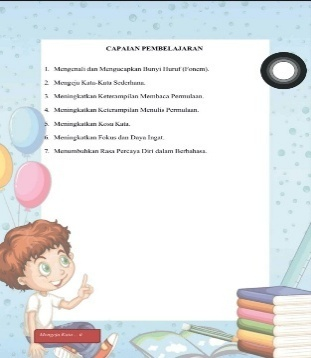 CAPAIAN PEMBELAJARAN
1. Mengenali dan Mengucapkan Bunyi Huruf (Fonem).
2. Mengeja Kata-Kata Sederhana.
3. Meningkatkan Keterampilan Membaca Permulaan.
4. Meningkatkan Keterampilan Menulis Permulaan.
5. Meningkatkan Kosa Kata.
6. Meningkatkan Fokus dan Daya Ingat.
7. Menumbuhkan Rasa Percaya Diri dalam Berbahasa.
Mengeja Kata